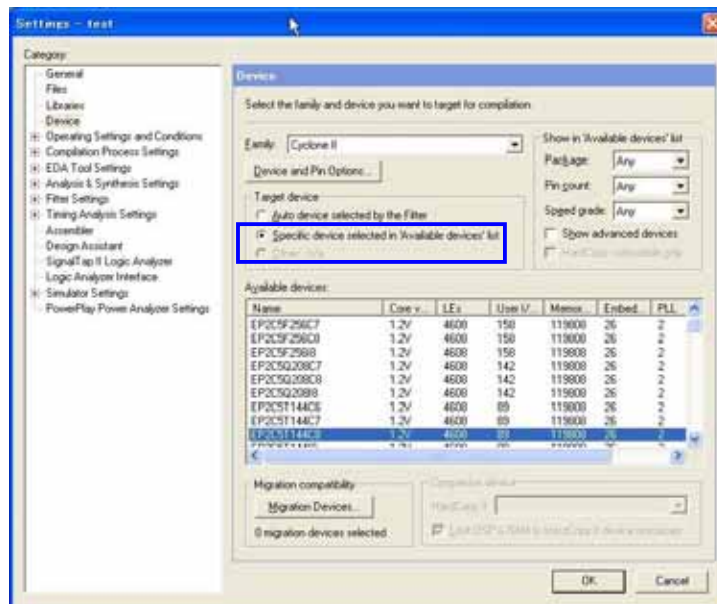 Settings - test
Category:
General
Files
Libraries
Device
Operating Settings and Conditions
Compilation Process Settings
EDA Tool Settings
Analysis & Synthesis Settings
Fitter Settings
Timing Analysis Settings
Assembler
Design Assistant
SignalTap II Logic Analyzer
Logic Analyzer Interface
Simulator Settings
PowerPlay Power Analyzer Settings
Device
Select the family and device you want to target for compilation.
Family: Cyclone II
Device and Pin Options...
Target device
Auto device selected by the Fitter
Specific device selected in 'Available devices' list
Show in 'Available devices' list
Package: Any
Pin count: Any
Speed grade: Any
Show advanced devices
Available devices:
Name Core v... LEs User I/... Memor... Embed... PLL
EP2C5F256C7 1.2V 4608 158 119808 26 2
EP2C5F256C8 1.2V 4608 158 119808 26 2
EP2C5F256I8 1.2V 4608 158 119808 26 2
EP2C5Q208C7 1.2V 4608 142 119808 26 2
EP2C5Q208C8 1.2V 4608 142 119808 26 2
EP2C5Q208I8 1.2V 4608 142 119808 26 2
EP2C5T144C6 1.2V 4608 89 119808 26 2
EP2C5T144C7 1.2V 4608 89 119808 26 2
EP2C5T144C8 1.2V 4608 89 119808 26 2
Migration compatibility
Migration Devices...
0 migration devices selected
Companion device
HardCopy II:
OK
Cancel